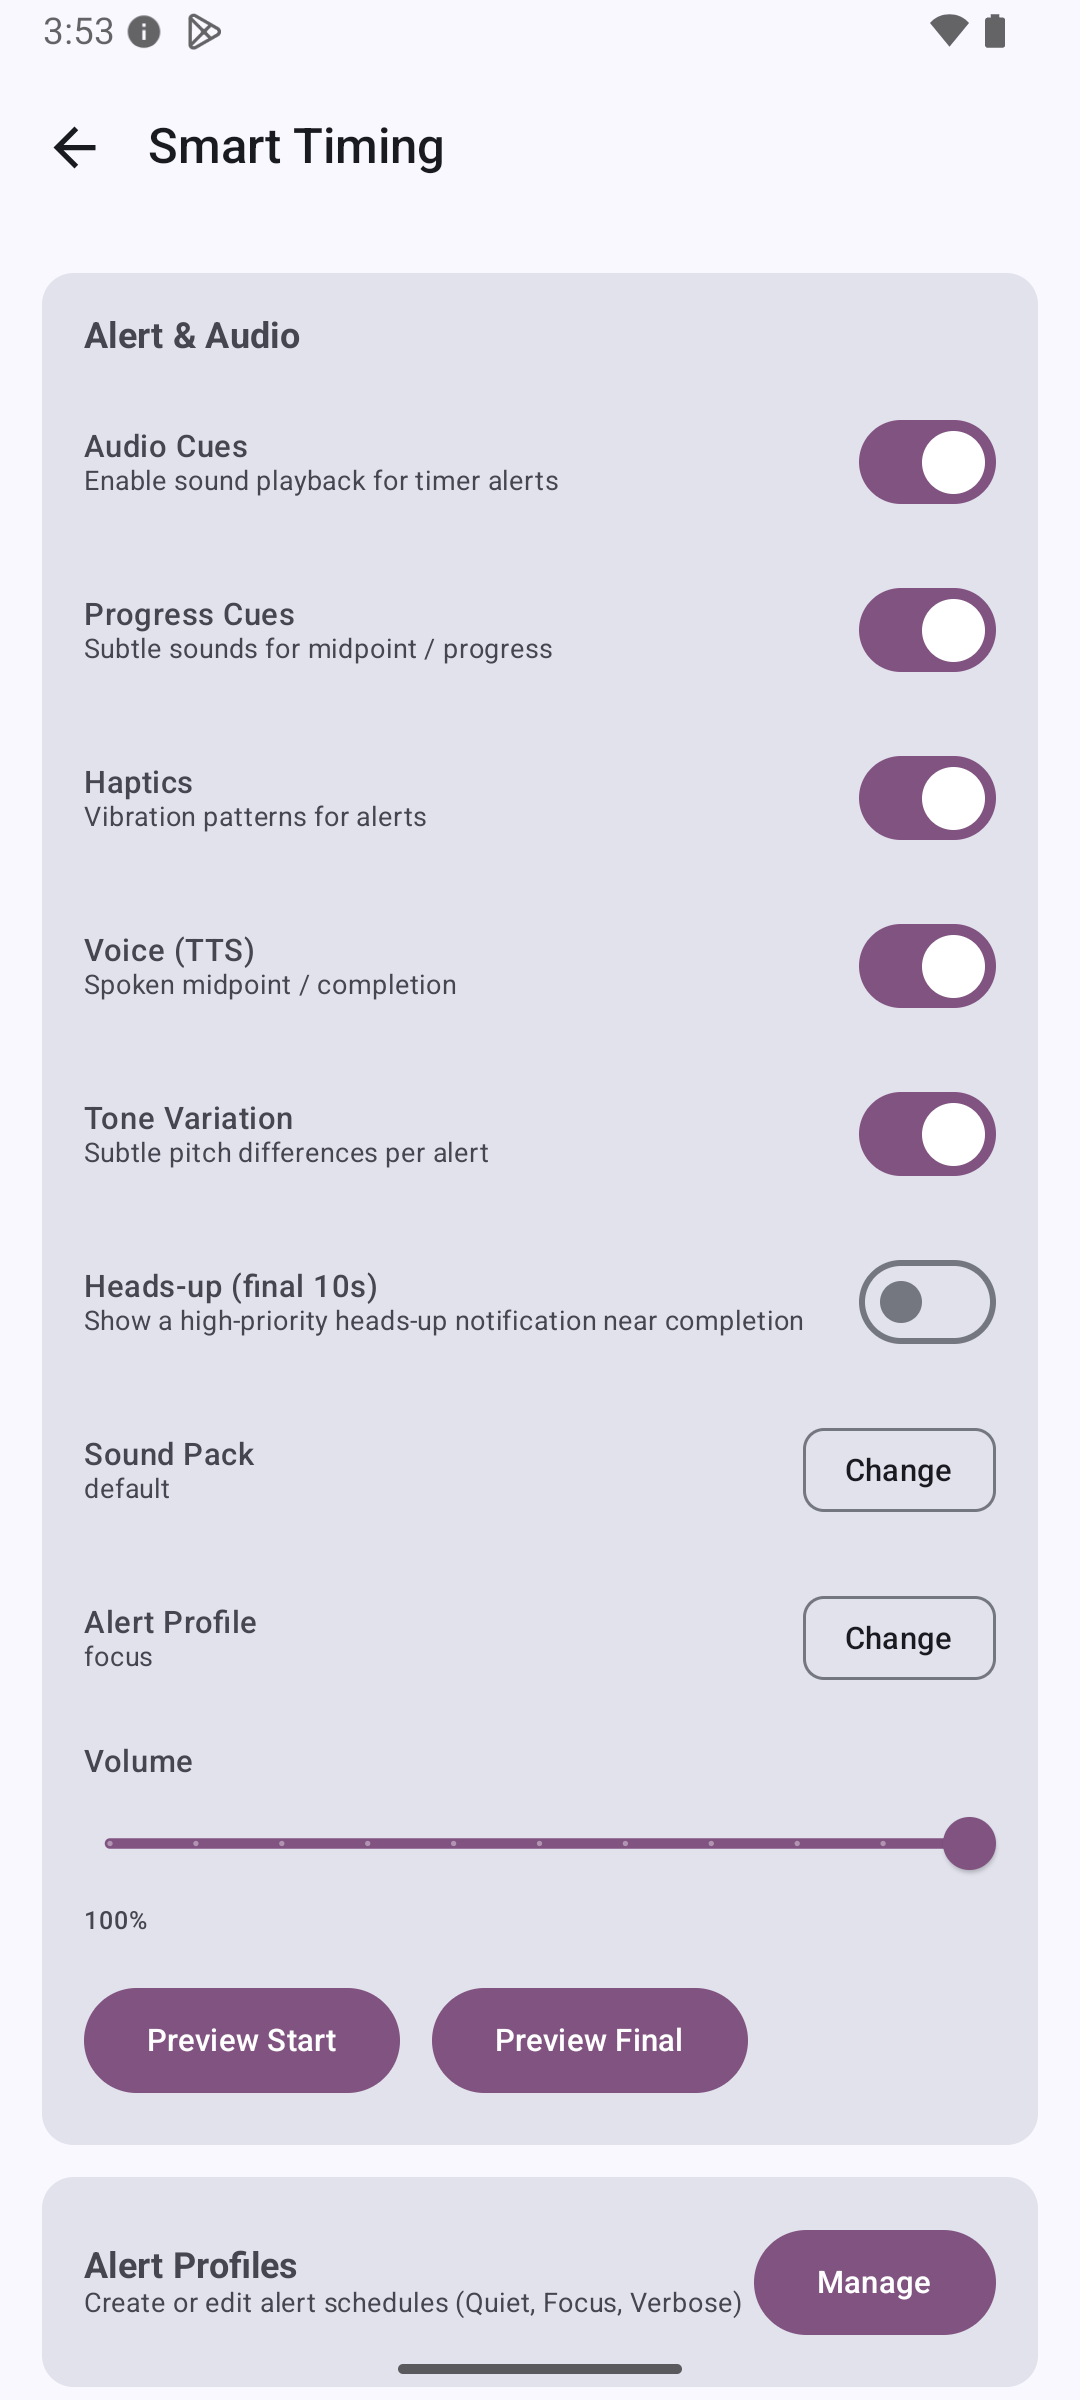 3:53
Smart Timing
Alert & Audio
Audio Cues
Enable sound playback for timer alerts
Progress Cues
Subtle sounds for midpoint / progress
Haptics
Vibration patterns for alerts
Voice (TTS)
Spoken midpoint / completion
Tone Variation
Subtle pitch differences per alert
Heads-up (final 10s)
Show a high-priority heads-up notification near completion
Sound Pack
default
Change
Alert Profile
focus
Change
Volume
100%
Preview Start
Preview Final
Alert Profiles
Create or edit alert schedules (Quiet, Focus, Verbose)
Manage